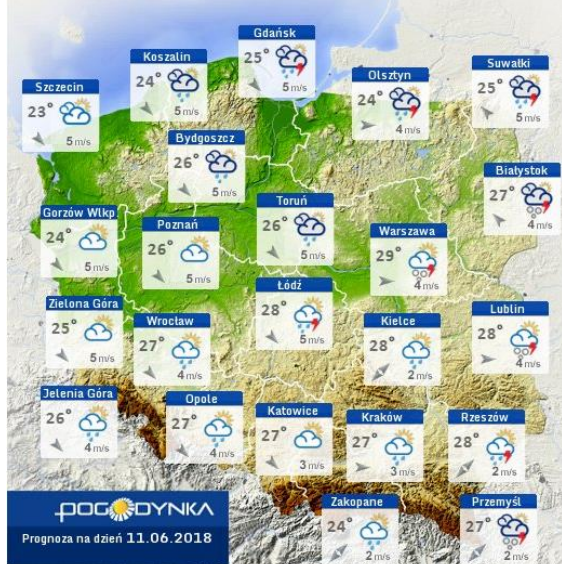 Gdańsk
25°
5 m/s
Koszalin
24°
5 m/s
Olsztyn
24°
4 m/s
Suwałki
25°
5 m/s
Szczecin
23°
5 m/s
Bydgoszcz
26°
5 m/s
Białystok
27°
4 m/s
Toruń
26°
5 m/s
Gorzów Wlkp
24°
5 m/s
Poznań
26°
5 m/s
Warszawa
29°
4 m/s
Łódź
28°
5 m/s
Zielona Góra
25°
5 m/s
Wrocław
27°
4 m/s
Kielce
28°
2 m/s
Lublin
28°
4 m/s
Jelenia Góra
26°
4 m/s
Opole
27°
4 m/s
Katowice
27°
3 m/s
Kraków
27°
3 m/s
Rzeszów
28°
2 m/s
Zakopane
24°
2 m/s
Przemyśl
27°
2 m/s
POGODYNKA
Prognoza na dzień 11.06.2018